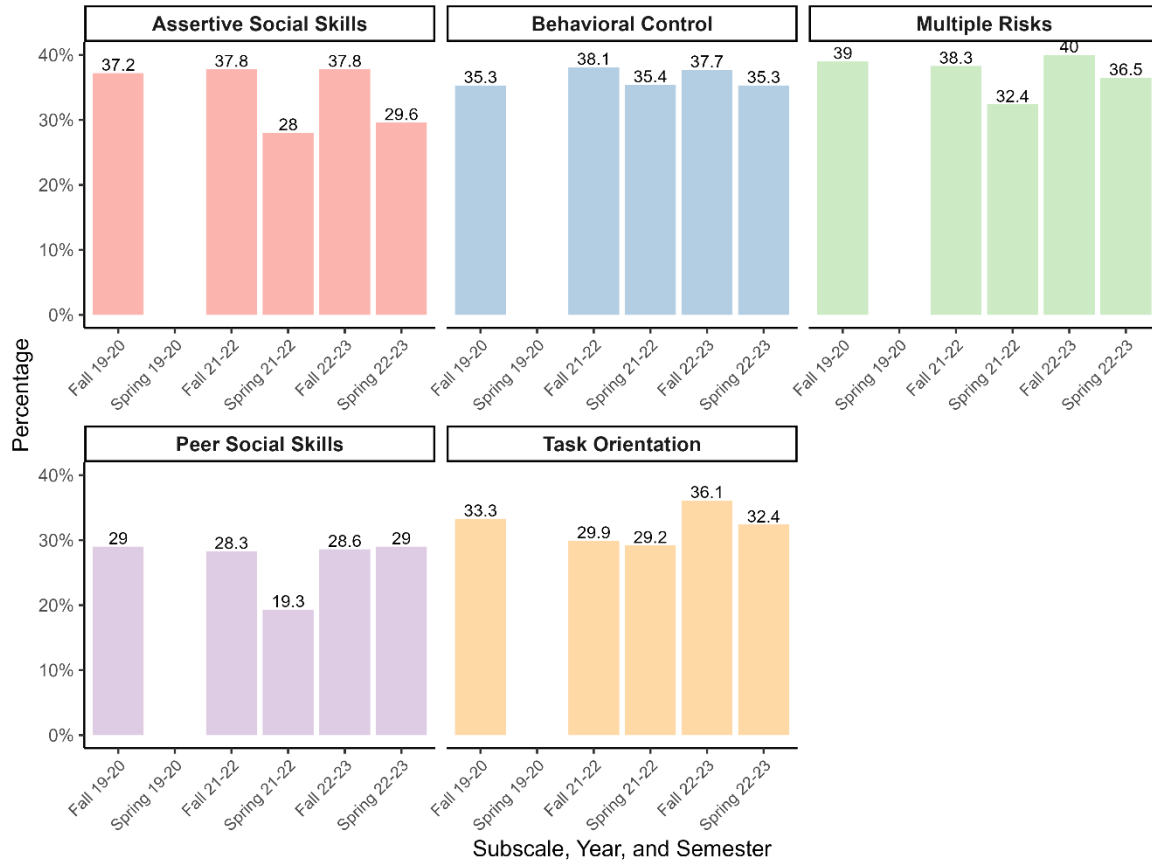 Assertive Social Skills
Behavioral Control
Multiple Risks
40%
30%
20%
10%
0%
37.2
37.8
28
37.8
29.6
35.3
38.1
35.4
37.7
35.3
39
38.3
32.4
40
36.5
Fall 19-20
Spring 19-20
Fall 21-22
Spring 21-22
Fall 22-23
Spring 22-23
Fall 19-20
Spring 19-20
Fall 21-22
Spring 21-22
Fall 22-23
Spring 22-23
Fall 19-20
Spring 19-20
Fall 21-22
Spring 21-22
Fall 22-23
Spring 22-23
Percentage
Peer Social Skills
Task Orientation
40%
30%
20%
10%
0%
29
28.3
19.3
28.6
29
33.3
29.9
29.2
36.1
32.4
Fall 19-20
Spring 19-20
Fall 21-22
Spring 21-22
Fall 22-23
Spring 22-23
Fall 19-20
Spring 19-20
Fall 21-22
Spring 21-22
Fall 22-23
Spring 22-23
Subscale, Year, and Semester